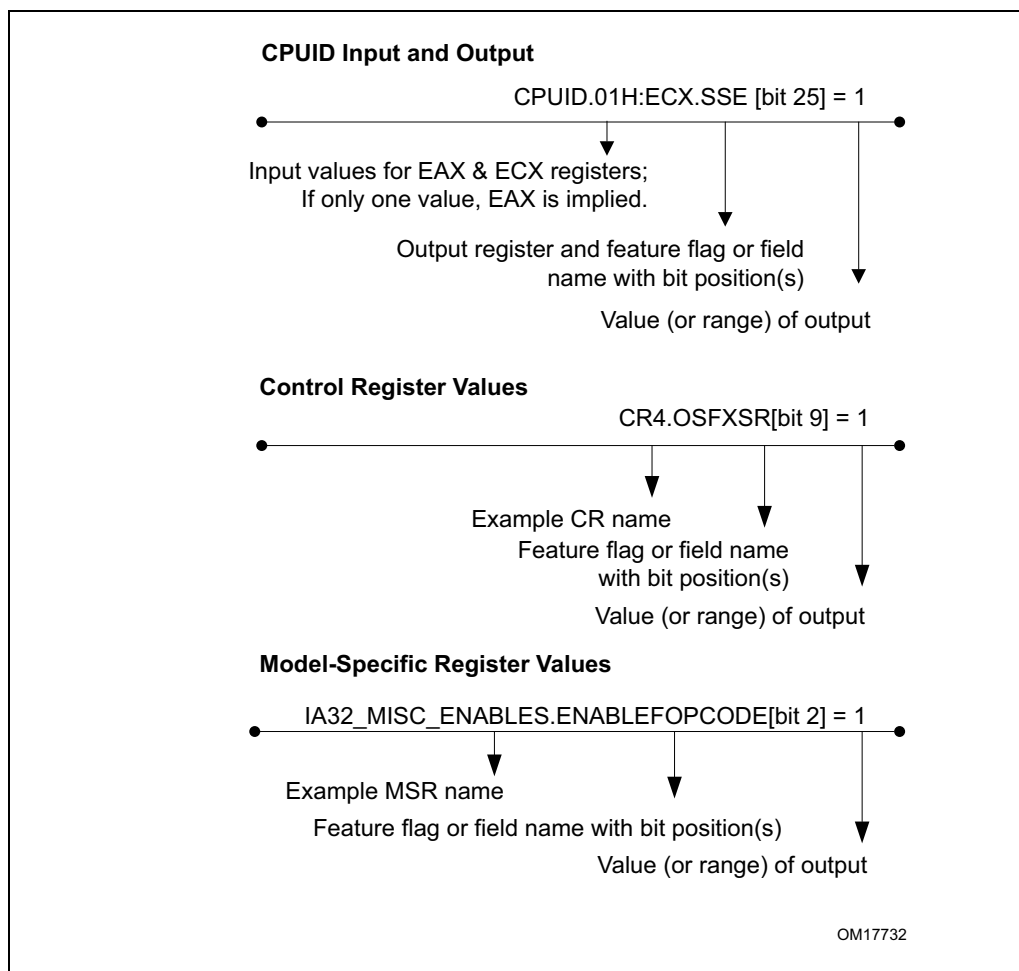 CPUID Input and Output
CPUID.01H:ECX.SSE [bit 25] = 1
Input values for EAX & ECX registers;
If only one value, EAX is implied.
Output register and feature flag or field
name with bit position(s)
Value (or range) of output
Control Register Values
CR4.OSFXSR[bit 9] = 1
Example CR name
Feature flag or field name
with bit position(s)
Value (or range) of output
Model-Specific Register Values
IA32_MISC_ENABLES.ENABLEFOPCODE[bit 2] = 1
Example MSR name
Feature flag or field name with bit position(s)
Value (or range) of output
OM17732